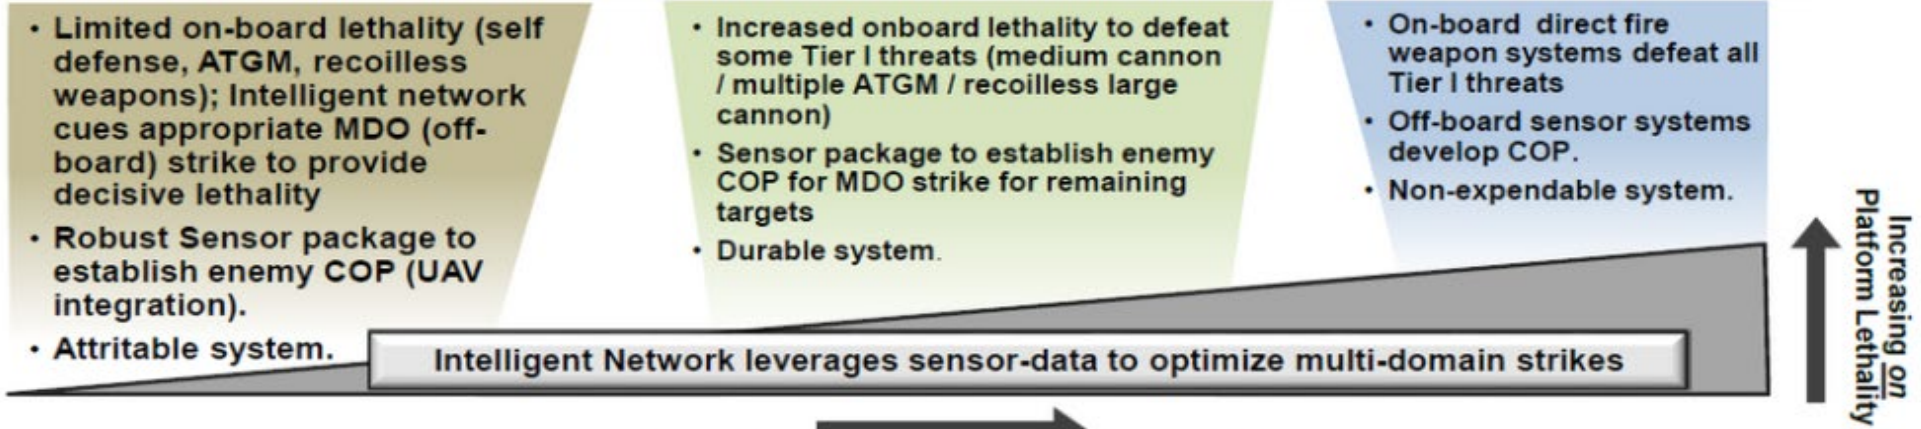 • Limited on-board lethality (self
defense, ATGM, recoilless
weapons); Intelligent network
cues appropriate MDO (off-
board) strike to provide
decisive lethality
• Robust Sensor package to
establish enemy COP (UAV
integration).
• Attritable system.
• Increased onboard lethality to defeat
some Tier I threats (medium cannon
/ multiple ATGM / recoilless large
cannon)
• Sensor package to establish enemy
COP for MDO strike for remaining
targets
• Durable system.
• On-board direct fire
weapon systems defeat all
Tier I threats
• Off-board sensor systems
develop COP.
• Non-expendable system.
Increasing on
Platform Lethality
Intelligent Network leverages sensor-data to optimize multi-domain strikes